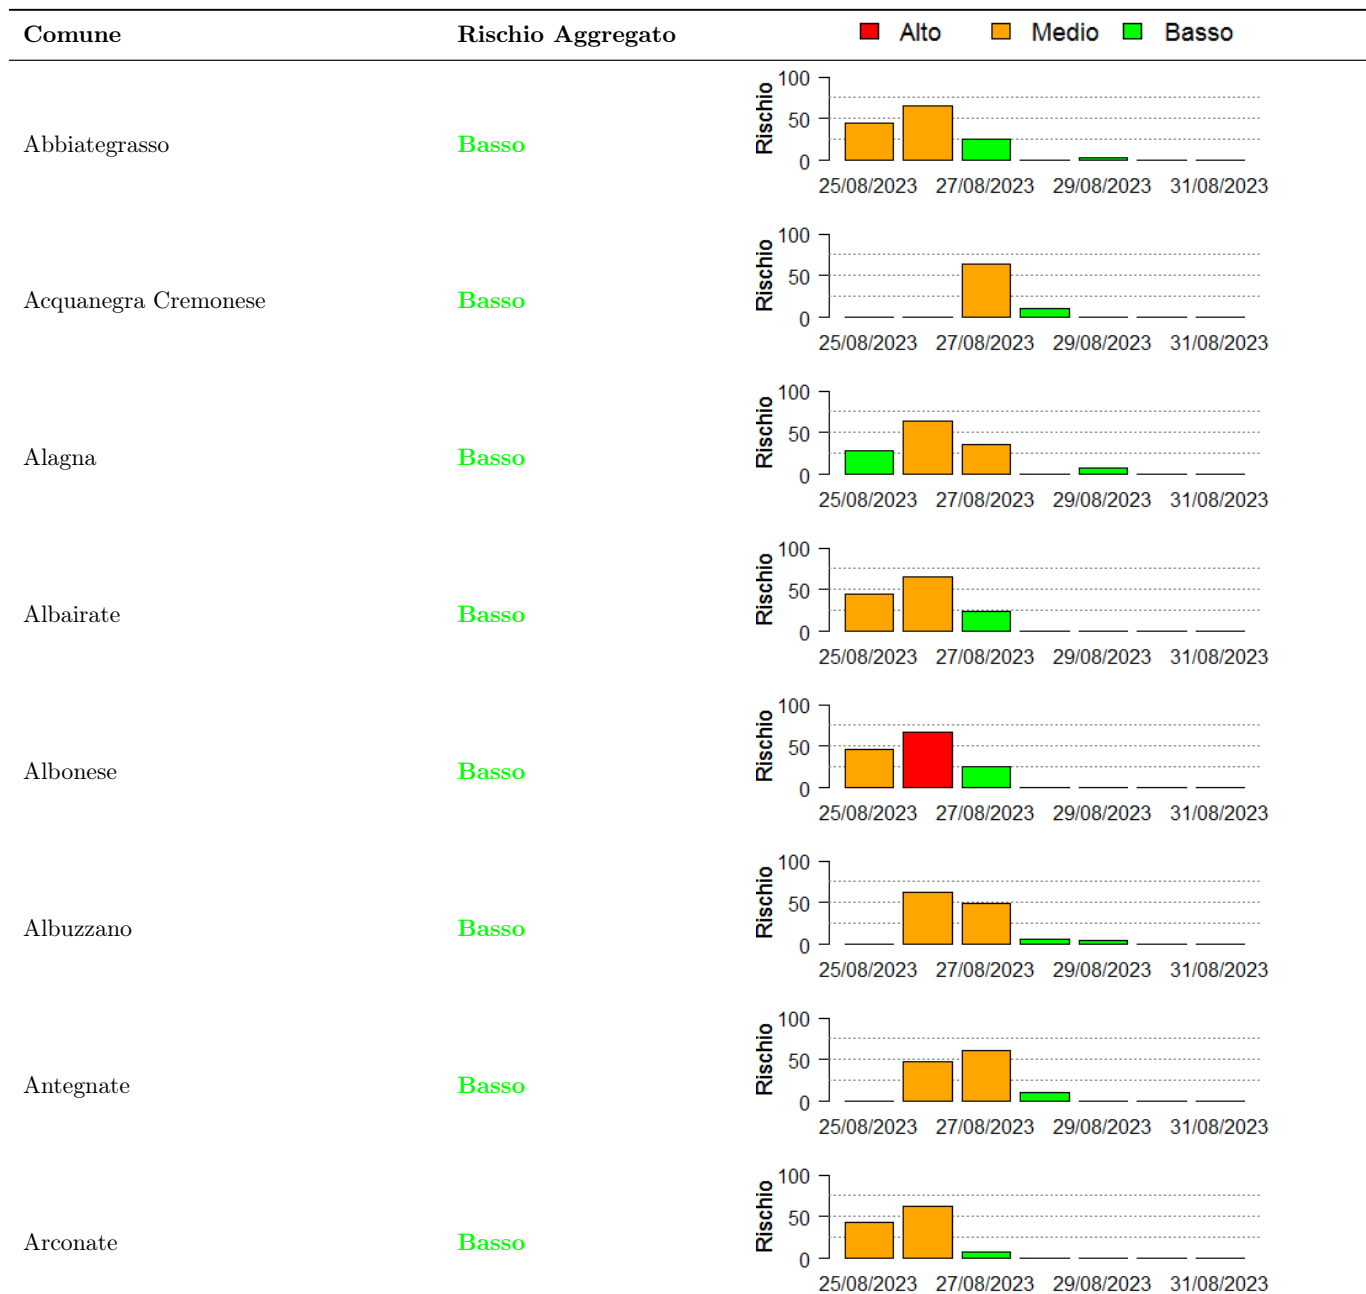 Comune Rischio Aggregato Alto Medio Basso
Abbiategrasso Basso
Rischio
100
50
0
25/08/2023 27/08/2023 29/08/2023 31/08/2023
Acquanegra Cremonese Basso
Rischio
100
50
0
25/08/2023 27/08/2023 29/08/2023 31/08/2023
Alagna Basso
Rischio
100
50
0
25/08/2023 27/08/2023 29/08/2023 31/08/2023
Albairate Basso
Rischio
100
50
0
25/08/2023 27/08/2023 29/08/2023 31/08/2023
Albonese Basso
Rischio
100
50
0
25/08/2023 27/08/2023 29/08/2023 31/08/2023
Albuzzano Basso
Rischio
100
50
0
25/08/2023 27/08/2023 29/08/2023 31/08/2023
Antegnate Basso
Rischio
100
50
0
25/08/2023 27/08/2023 29/08/2023 31/08/2023
Arconate Basso
Rischio
100
50
0
25/08/2023 27/08/2023 29/08/2023 31/08/2023